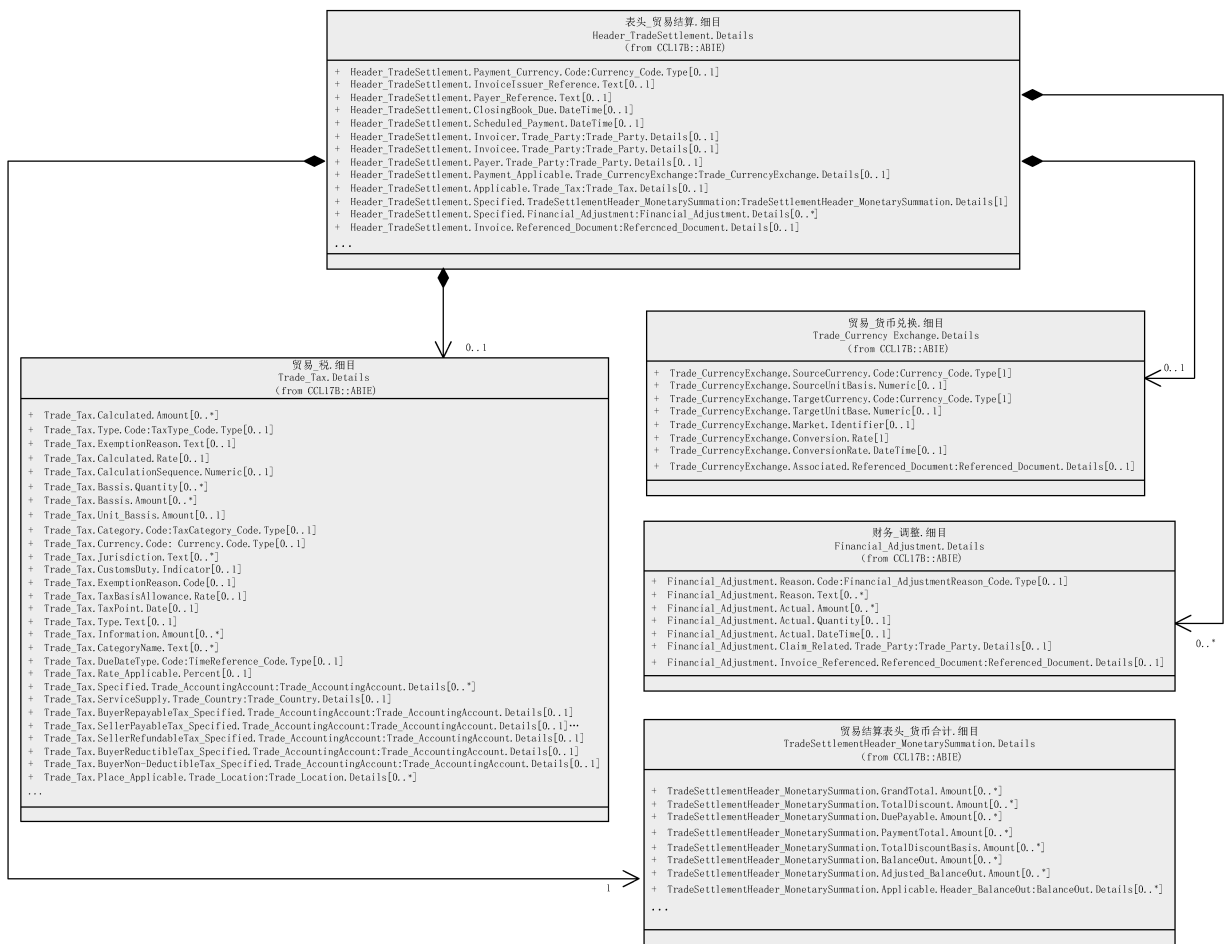 表头_贸易结算.细目
Header_TradeSettlement.Details
(from CCL17B::ABIE)
+ Header_TradeSettlement.Payment_Currency.Code:Currency_Code.Type[0..1]
+ Header_TradeSettlement.InvoiceIssuer_Reference.Text[0..1]
+ Header_TradeSettlement.Payer_Reference.Text[0..1]
+ Header_TradeSettlement.ClosingBook_Due.DateTime[0..1]
+ Header_TradeSettlement.Scheduled_Payment.DateTime[0..1]
+ Header_TradeSettlement.Invoicer.Trade_Party:Trade_Party.Details[0..1]
+ Header_TradeSettlement.Invoicee.Trade_Party:Trade_Party.Details[0..1]
+ Header_TradeSettlement.Payer.Trade_Party:Trade_Party.Details[0..1]
+ Header_TradeSettlement.Payment_Applicable.Trade_CurrencyExchange:Trade_CurrencyExchange.Details[0..1]
+ Header_TradeSettlement.Applicable.Trade_Tax:Trade_Tax.Details[0..1]
+ Header_TradeSettlement.Specified.TradeSettlementHeader_MonetarySummation:TradeSettlementHeader_MonetarySummation.Details[1]
+ Header_TradeSettlement.Specified.Financial_Adjustment:Financial_Adjustment.Details[0..*]
+ Header_TradeSettlement.Invoice.Referenced_Document:Refercnced_Document.Details[0..1]
...
0..1
贸易_税.细目
Trade_Tax.Details
(from CCL17B::ABIE)
+ Trade_Tax.Calculated.Amount[0..*]
+ Trade_Tax.Type.Code:TaxType_Code.Type[0..1]
+ Trade_Tax.ExemptionReason.Text[0..1]
+ Trade_Tax.Calculated.Rate[0..1]
+ Trade_Tax.CalculationSequence.Numeric[0..1]
+ Trade_Tax.Bassis.Quantity[0..*]
+ Trade_Tax.Bassis.Amount[0..*]
+ Trade_Tax.Unit_Bassis.Amount[0..1]
+ Trade_Tax.Category.Code:TaxCategory_Code.Type[0..1]
+ Trade_Tax.Currency.Code: Currency.Code.Type[0..1]
+ Trade_Tax.Jurisdiction.Text[0..*]
+ Trade_Tax.CustomsDuty.Indicator[0..1]
+ Trade_Tax.ExemptionReason.Code[0..1]
+ Trade_Tax.TaxBasisAllowance.Rate[0..1]
+ Trade_Tax.TaxPoint.Date[0..1]
+ Trade_Tax.Type.Text[0..1]
+ Trade_Tax.Information.Amount[0..*]
+ Trade_Tax.CategoryName.Text[0..*]
+ Trade_Tax.DueDateType.Code:TimeReference_Code.Type[0..1]
+ Trade_Tax.Rate_Applicable.Percent[0..1]
+ Trade_Tax.Specified.Trade_AccountingAccount:Trade_AccountingAccount.Details[0..*]
+ Trade_Tax.ServiceSupply.Trade_Country:Trade_Country.Details[0..1]
+ Trade_Tax.BuyerRepayableTax_Specified.Trade_AccountingAccount:Trade_AccountingAccount.Details[0..1]
+ Trade_Tax.SellerPayableTax_Specified.Trade_AccountingAccount:Trade_AccountingAccount.Details[0..1]…
+ Trade_Tax.SellerRefundableTax_Specified.Trade_AccountingAccount:Trade_AccountingAccount.Details[0..1]
+ Trade_Tax.BuyerReductibleTax_Specified.Trade_AccountingAccount:Trade_AccountingAccount.Details[0..1]
+ Trade_Tax.BuyerNon-DeductibleTax_Specified.Trade_AccountingAccount:Trade_AccountingAccount.Details[0..1]
+ Trade_Tax.Place_Applicable.Trade_Location:Trade_Location.Details[0..*]
...
贸易_货币兑换.细目
Trade_Currency Exchange.Details
(from CCL17B::ABIE)
+ Trade_CurrencyExchange.SourceCurrency.Code:Currency_Code.Type[1]
+ Trade_CurrencyExchange.SourceUnitBasis.Numeric[0..1]
+ Trade_CurrencyExchange.TargetCurrency.Code:Currency_Code.Type[1]
+ Trade_CurrencyExchange.TargetUnitBase.Numeric[0..1]
+ Trade_CurrencyExchange.Market.Identifier[0..1]
+ Trade_CurrencyExchange.Conversion.Rate[1]
+ Trade_CurrencyExchange.ConversionRate.DateTime[0..1]
+ Trade_CurrencyExchange.Associated.Referenced_Document:Referenced_Document.Details[0..1]
0..1
财务_调整.细目
Financial_Adjustment.Details
(from CCL17B::ABIE)
+ Financial_Adjustment.Reason.Code:Financial_AdjustmentReason_Code.Type[0..1]
+ Financial_Adjustment.Reason.Text[0..*]
+ Financial_Adjustment.Actual.Amount[0..*]
+ Financial_Adjustment.Actual.Quantity[0..1]
+ Financial_Adjustment.Actual.DateTime[0..1]
+ Financial_Adjustment.Claim_Related.Trade_Party:Trade_Party.Details[0..1]
+ Financial_Adjustment.Invoice_Referenced.Referenced_Document:Referenced_Document.Details[0..1]
0..*
贸易结算表头_货币合计.细目
TradeSettlementHeader_MonetarySummation.Details
(from CCL17B::ABIE)
+ TradeSettlementHeader_MonetarySummation.GrandTotal.Amount[0..*]
+ TradeSettlementHeader_MonetarySummation.TotalDiscount.Amount[0..*]
+ TradeSettlementHeader_MonetarySummation.DuePayable.Amount[0..*]
+ TradeSettlementHeader_MonetarySummation.PaymentTotal.Amount[0..*]
+ TradeSettlementHeader_MonetarySummation.TotalDiscountBasis.Amount[0..*]
+ TradeSettlementHeader_MonetarySummation.BalanceOut.Amount[0..*]
+ TradeSettlementHeader_MonetarySummation.Adjusted_BalanceOut.Amount[0..*]
+ TradeSettlementHeader_MonetarySummation.Applicable.Header_BalanceOut:BalanceOut.Details[0..*]
...
1